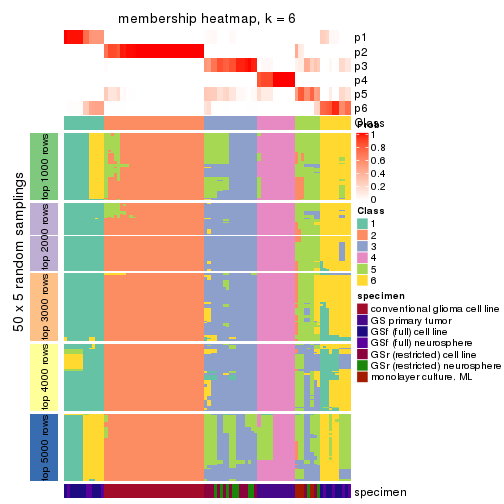 membership heatmap, k = 6
p1
p2
p3
p4
p5
p6
Class
Prob
1
0.8
0.6
0.4
0.2
0
Class
1
2
3
4
5
6
specimen
conventional glioma cell line
GS primary tumor
GSf (full) cell line
GSf (full) neurosphere
GSr (restricted) cell line
GSr (restricted) neurosphere
monolayer culture. ML
50 x 5 random samplings
top 1000 rows
top 2000 rows
top 3000 rows
top 4000 rows
top 5000 rows
specimen